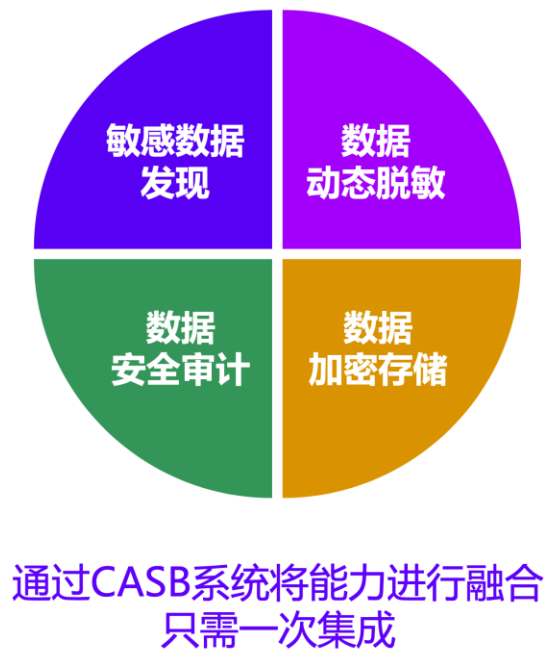 敏感数据
发现
数据
动态脱敏
数据
安全审计
数据
加密存储
通过CASB系统将能力进行融合
只需一次集成